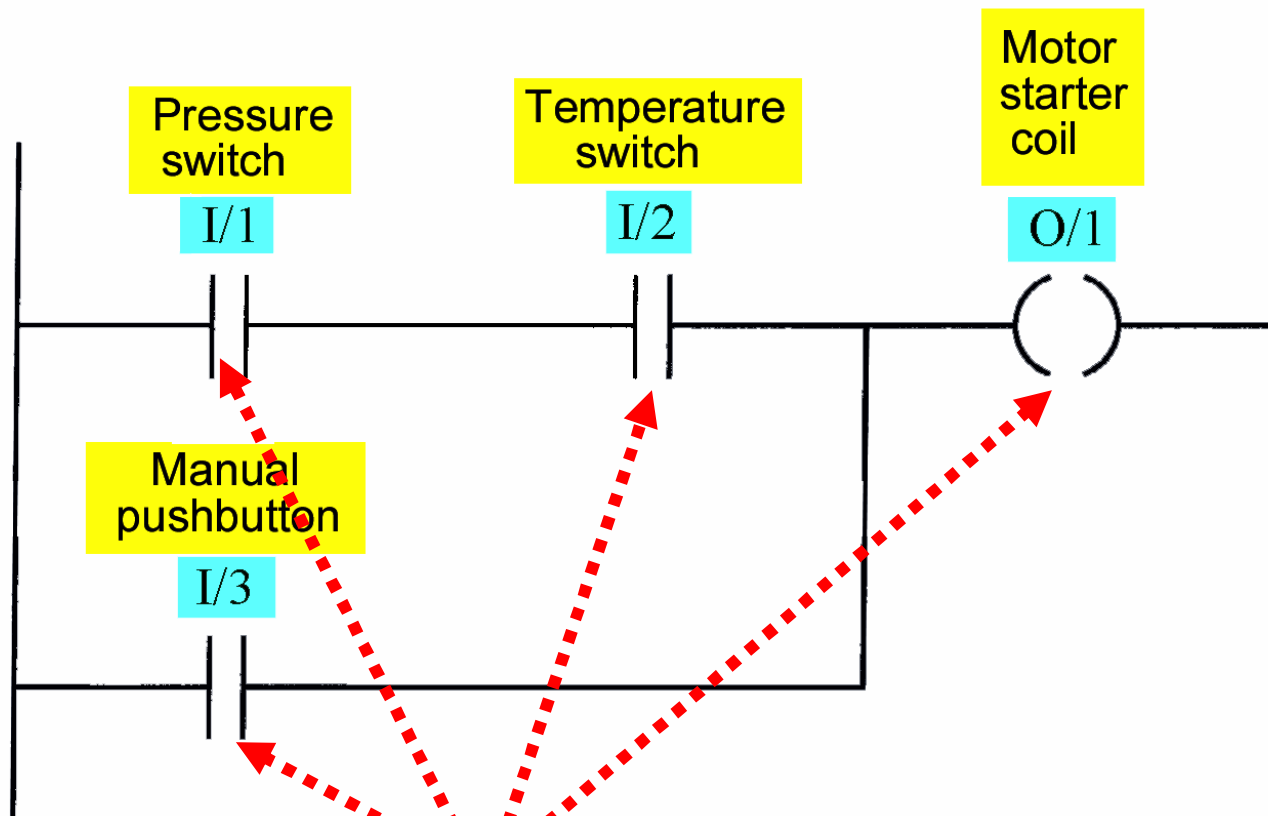 Pressure
switch
I/1
Temperature
switch
I/2
Motor
starter
coil
O/1
Manual
pushbutton
I/3